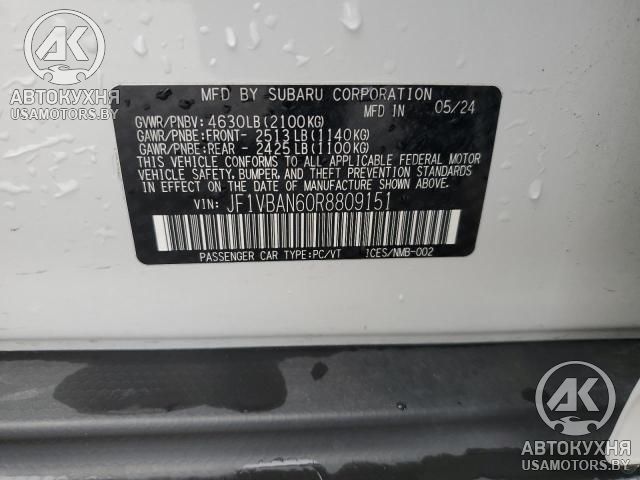 АК
АВТОКУХНЯ
USAMOTORS.BY
MFD BY SUBARU CORPORATION
MFD IN 05/24
GVWR/PNBV: 4630LB(2100KG)
GAWR/PNBE:FRONT- 2513LB(1140KG)
GAWR/PNBE:REAR - 2425LB(1100KG)
THIS VEHICLE CONFORMS TO ALL APPLICABLE FEDERAL MOTOR
VEHICLE SAFETY, BUMPER, AND THEFT PREVENTION STANDARDS
IN EFFECT ON THE DATE OF MANUFACTURE SHOWN ABOVE.
VIN: JF1VBAN60R8809151
PASSENGER CAR TYPE:PC/VT ICES/NMB-002
АК
АВТОКУХНЯ
USAMOTORS.BY